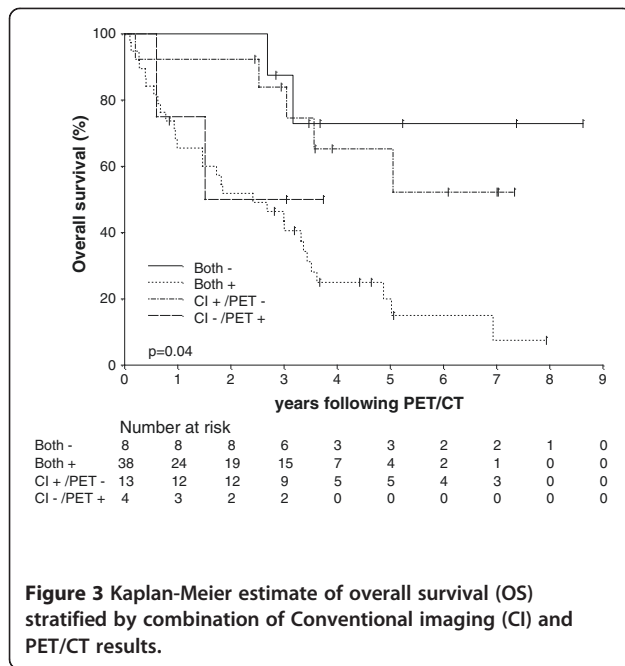 100
80
60
40
20
0
Overall survival (%)
Both -
Both +
CI + /PET -
CI - /PET +
p=0.04
0 1 2 3 4 5 6 7 8 9
years following PET/CT
Number at risk
Both - 8 8 8 6 3 3 2 2 1 0
Both + 38 24 19 15 7 4 2 1 0 0
CI + /PET - 13 12 12 9 5 5 4 3 0 0
CI - /PET + 4 3 2 2 0 0 0 0 0 0
Figure 3 Kaplan-Meier estimate of overall survival (OS)
stratified by combination of Conventional imaging (CI) and
PET/CT results.